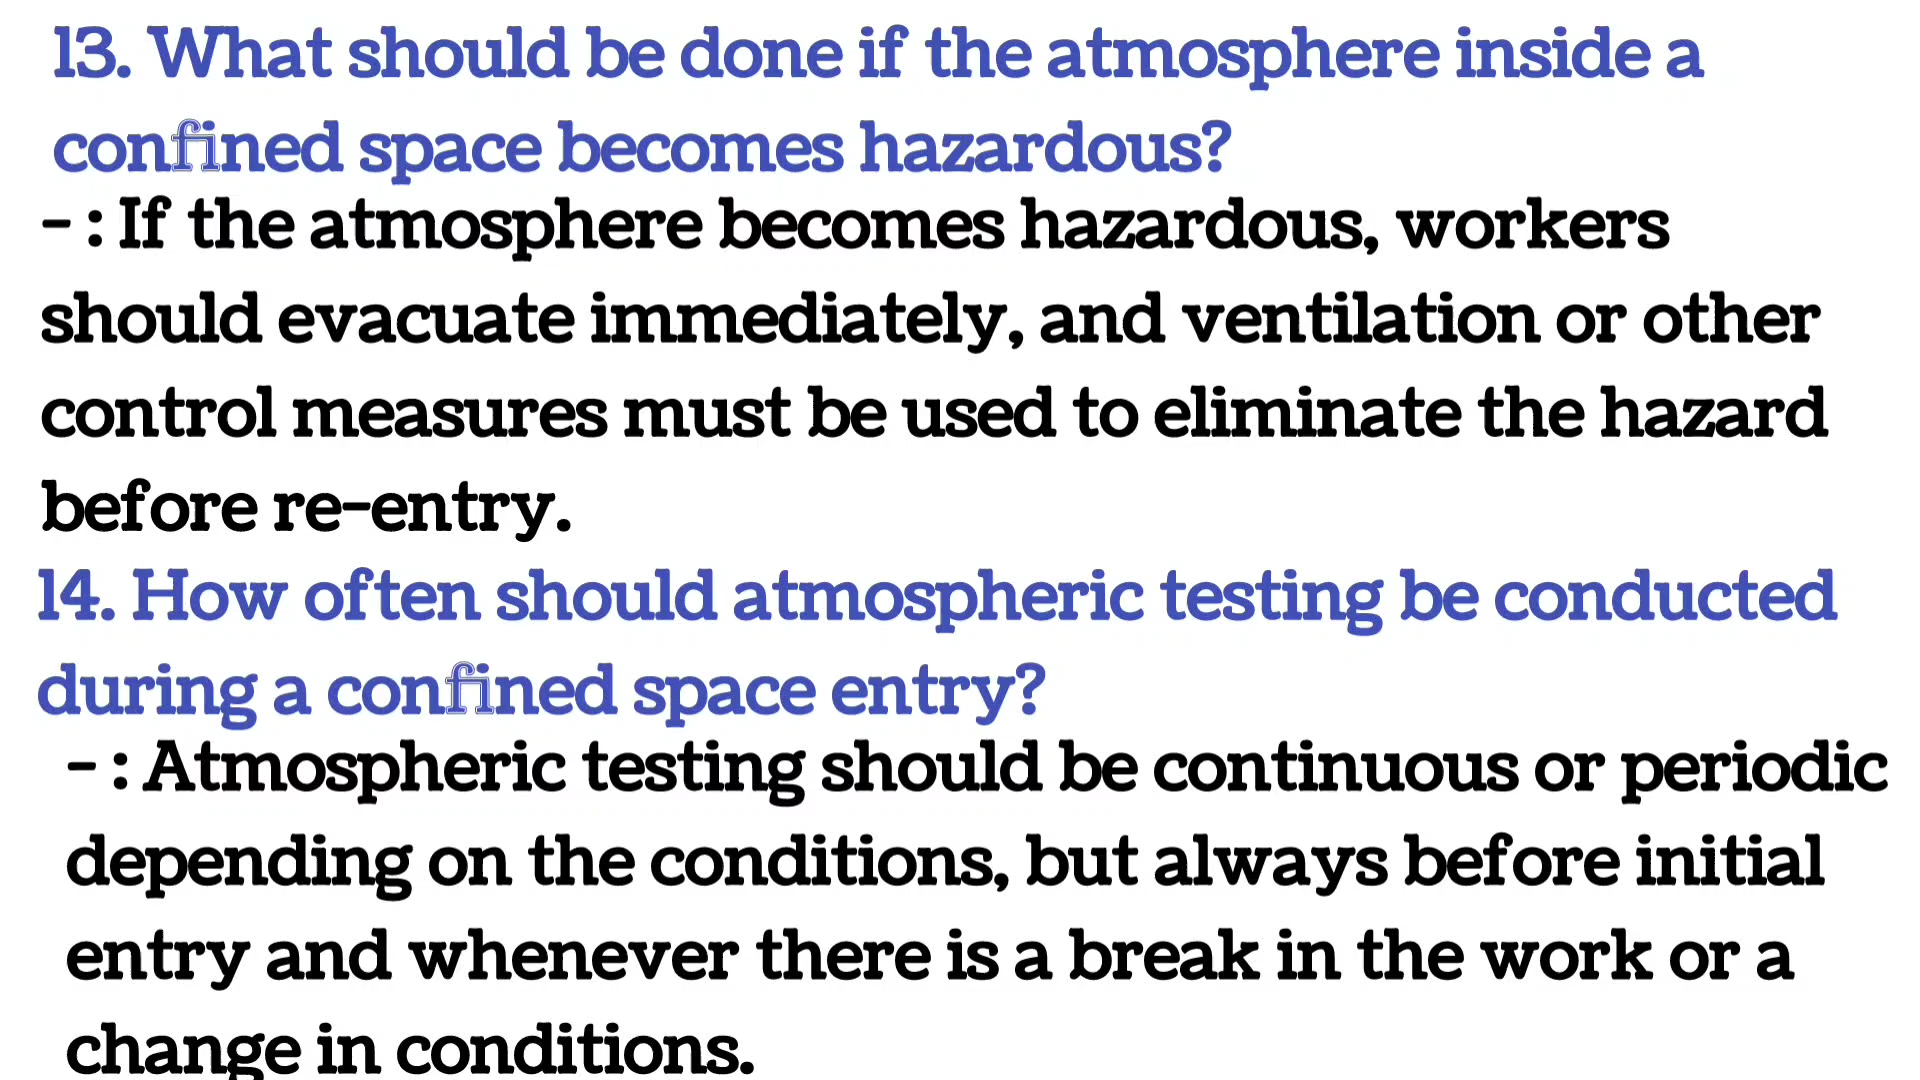 13. What should be done if the atmosphere inside a
confined space becomes hazardous?
- : If the atmosphere becomes hazardous, workers
should evacuate immediately, and ventilation or other
control measures must be used to eliminate the hazard
before re-entry.
14. How often should atmospheric testing be conducted
during a confined space entry?
- : Atmospheric testing should be continuous or periodic
depending on the conditions, but always before initial
entry and whenever there is a break in the work or a
change in conditions.